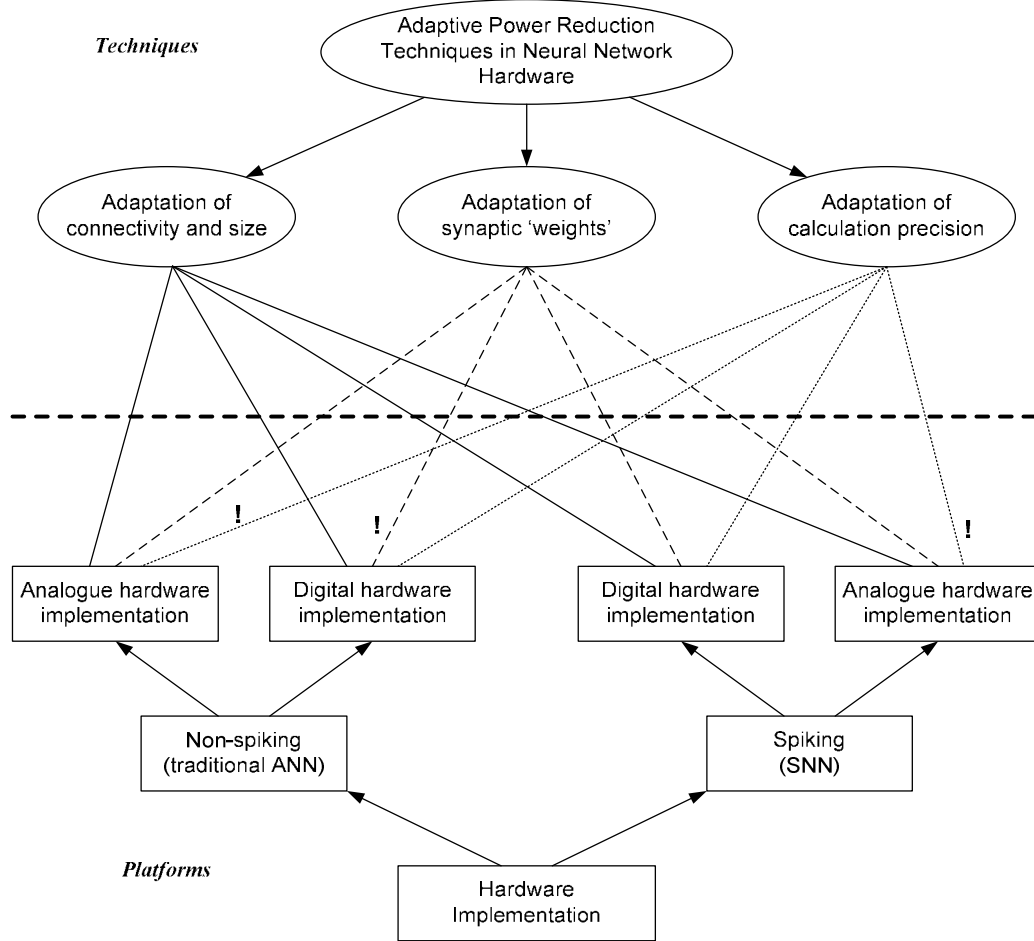 Techniques
Adaptive Power Reduction
Techniques in Neural Network
Hardware
Adaptation of
connectivity and size
Adaptation of
synaptic ‘weights’
Adaptation of
calculation precision
!
!
!
Analogue hardware
implementation
Digital hardware
implementation
Digital hardware
implementation
Analogue hardware
implementation
Non-spiking
(traditional ANN)
Spiking
(SNN)
Platforms
Hardware
Implementation